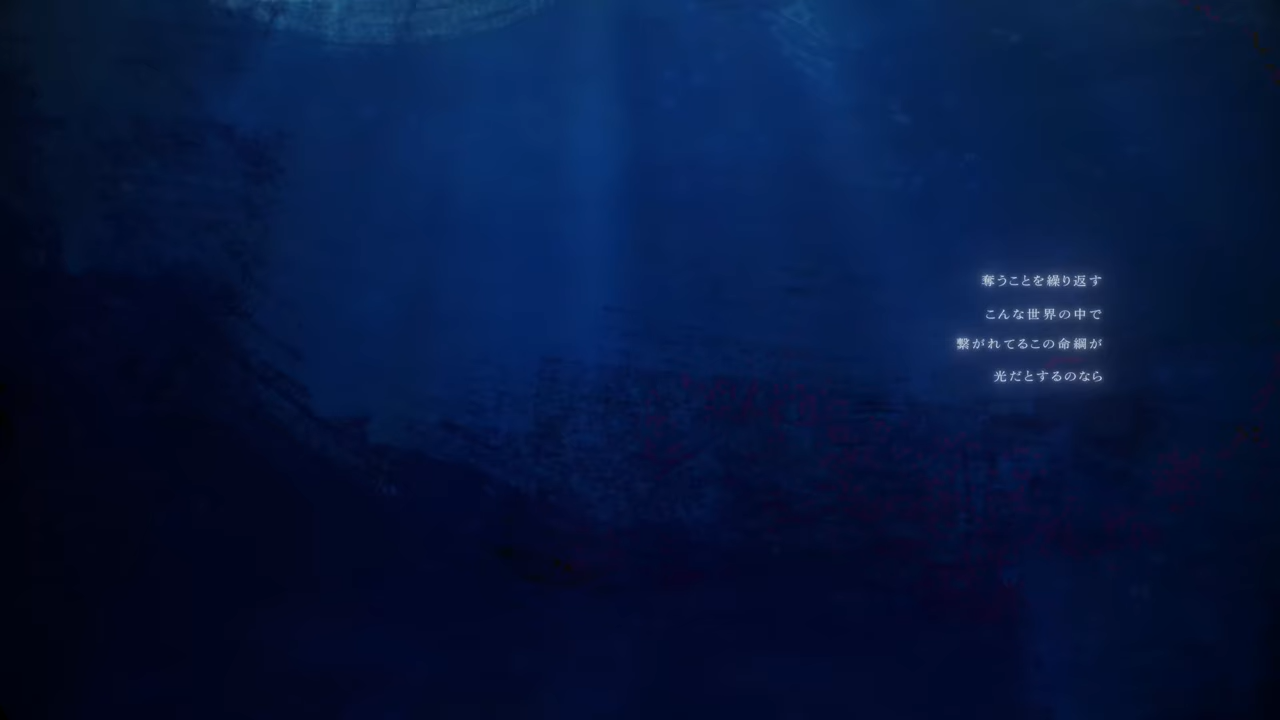 奪うことを繰り返す
こんな世界の中で
繋がれてるこの命綱が
光だとするのなら